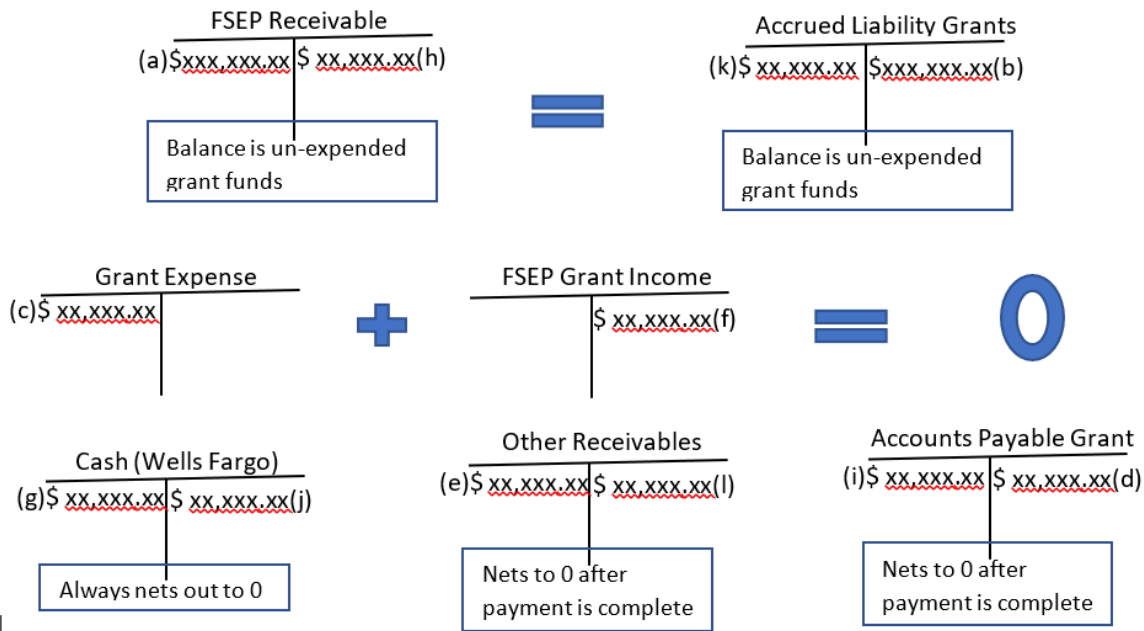 FSEP Receivable
(a)$xxx,xxx.xx $ xx,xxx.xx(h)
Balance is un-expended
grant funds
Accrued Liability Grants
(k)$ xx,xxx.xx $xxx,xxx.xx(b)
Balance is un-expended
grant funds
Grant Expense
(c)$ xx,xxx.xx
FSEP Grant Income
$ xx,xxx.xx(f)
0
Cash (Wells Fargo)
(g)$ xx,xxx.xx $ xx,xxx.xx(j)
Always nets out to 0
Other Receivables
(e)$ xx,xxx.xx $ xx,xxx.xx(l)
Nets to 0 after
payment is complete
Accounts Payable Grant
(i)$ xx,xxx.xx $ xx,xxx.xx(d)
Nets to 0 after
payment is complete